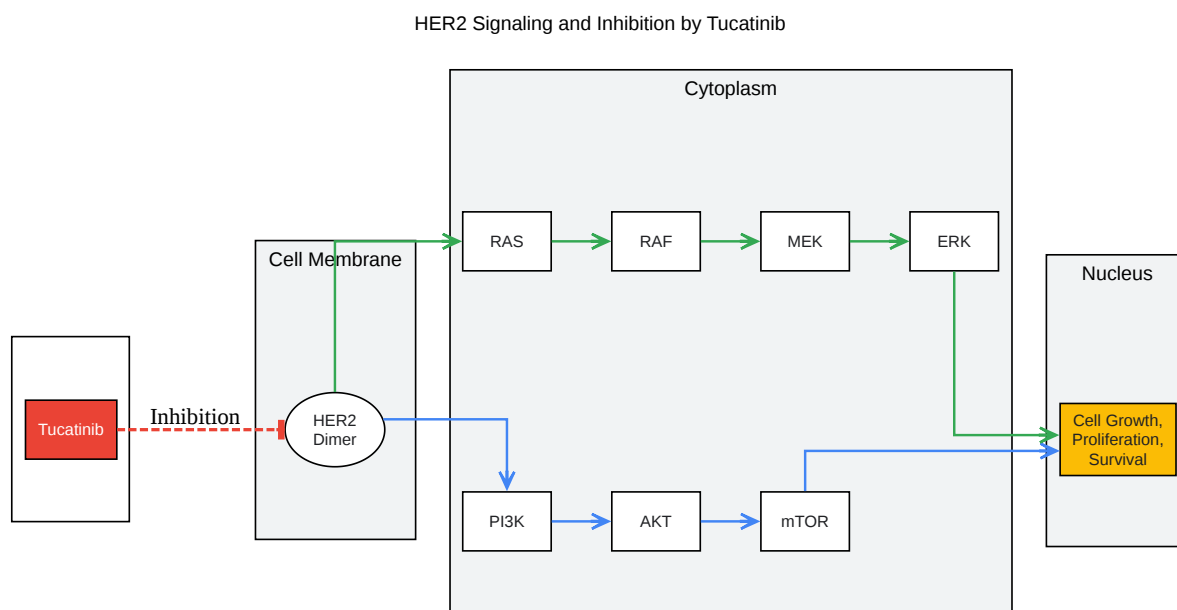 HER2 Signaling and Inhibition by Tucatinib
Cytoplasm
RAS
RAF
MEK
ERK
Cell Membrane
Nucleus
Tucatinib
Inhibition
HER2
Dimer
Cell Growth,
Proliferation,
Survival
PI3K
AKT
mTOR